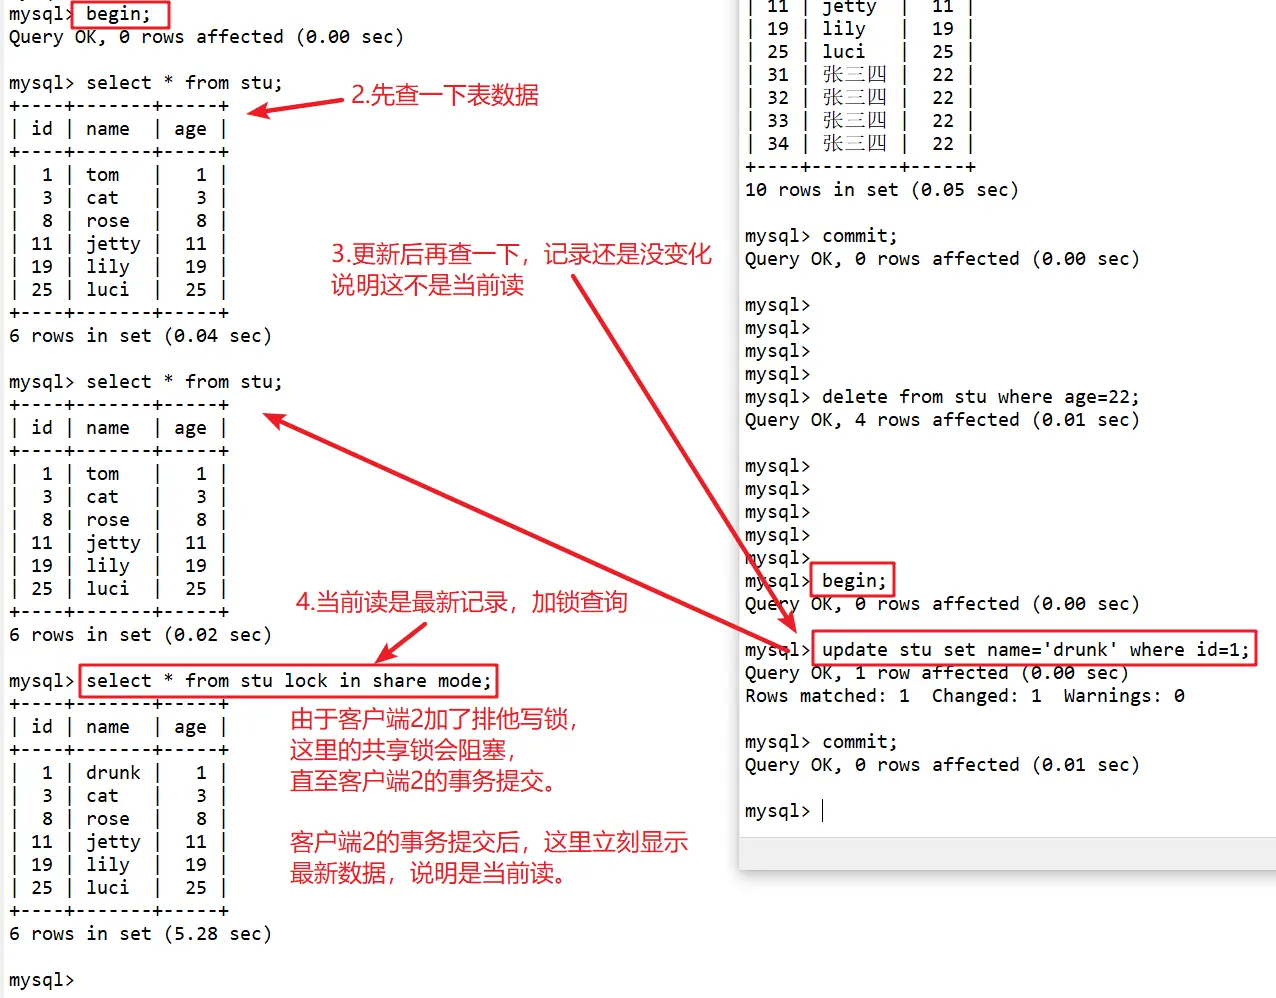 mysql> begin;
Query OK, 0 rows affected (0.00 sec)
mysql> select * from stu;
+----+-------+-----+
| id | name  | age |
+----+-------+-----+
|  1 | tom   |   1 |
|  3 | cat   |   3 |
|  8 | rose  |   8 |
| 11 | jetty |  11 |
| 19 | lily  |  19 |
| 25 | luci  |  25 |
+----+-------+-----+
6 rows in set (0.04 sec)
mysql> select * from stu;
+----+-------+-----+
| id | name  | age |
+----+-------+-----+
|  1 | tom   |   1 |
|  3 | cat   |   3 |
|  8 | rose  |   8 |
| 11 | jetty |  11 |
| 19 | lily  |  19 |
| 25 | luci  |  25 |
+----+-------+-----+
6 rows in set (0.02 sec)
mysql> select * from stu lock in share mode;
+----+-------+-----+
| id | name  | age |
+----+-------+-----+
|  1 | drunk |   1 |
|  3 | cat   |   3 |
|  8 | rose  |   8 |
| 11 | jetty |  11 |
| 19 | lily  |  19 |
| 25 | luci  |  25 |
+----+-------+-----+
6 rows in set (5.28 sec)
mysql>
2.先查一下表数据
3.更新后再查一下，记录还是没变化
说明这不是当前读
4.当前读是最新记录，加锁查询
由于客户端2加了排他写锁，
这里的共享锁会阻塞，
直至客户端2的事务提交。
客户端2的事务提交后，这里立刻显示
最新数据，说明是当前读。
| 11 | jetty  |  11 |
| 19 | lily   |  19 |
| 25 | luci   |  25 |
| 31 | 张三四 |  22 |
| 32 | 张三四 |  22 |
| 33 | 张三四 |  22 |
| 34 | 张三四 |  22 |
+----+--------+-----+
10 rows in set (0.05 sec)
mysql> commit;
Query OK, 0 rows affected (0.00 sec)
mysql>
mysql>
mysql>
mysql>
mysql> delete from stu where age=22;
Query OK, 4 rows affected (0.01 sec)
mysql>
mysql>
mysql>
mysql>
mysql>
mysql> begin;
Query OK, 0 rows affected (0.00 sec)
mysql> update stu set name='drunk' where id=1;
Query OK, 1 row affected (0.00 sec)
Rows matched: 1  Changed: 1  Warnings: 0
mysql> commit;
Query OK, 0 rows affected (0.01 sec)
mysql>